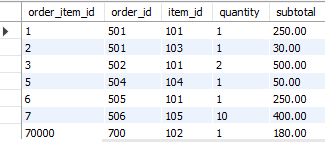 order_item_id order_id item_id quantity subtotal
1 501 101 1 250.00
2 501 103 1 30.00
3 502 101 2 500.00
5 504 104 1 50.00
6 505 101 1 250.00
7 506 105 10 400.00
70000 700 102 1 180.00